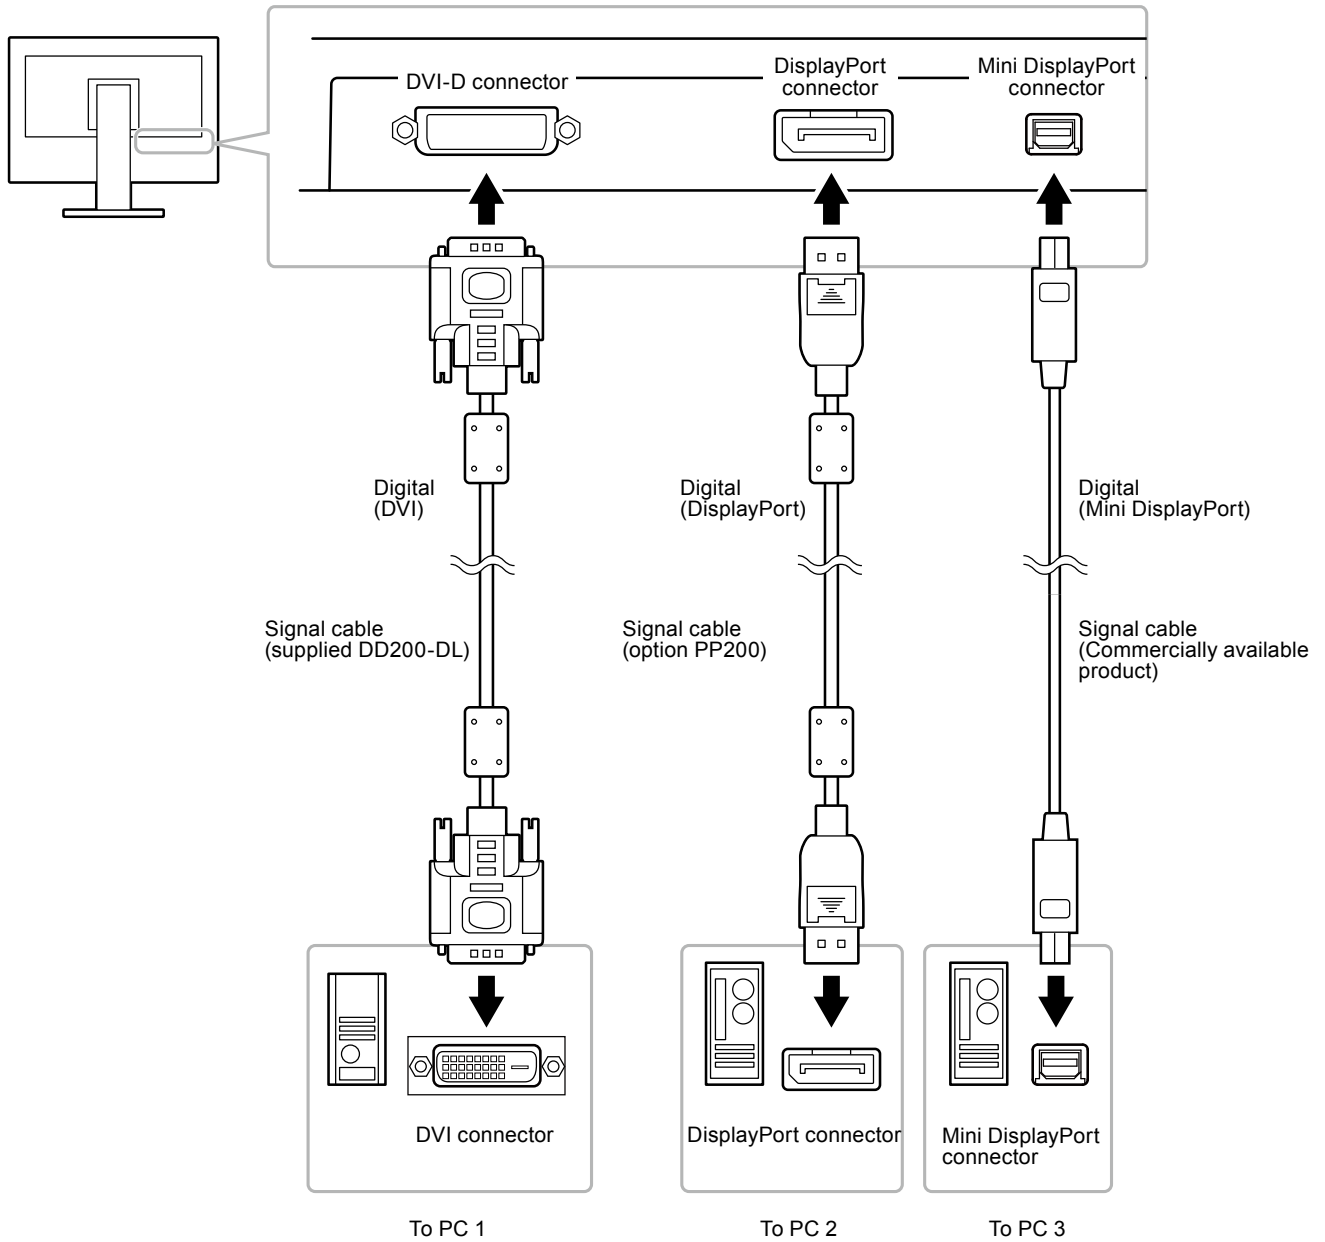 DVI-D connector
DisplayPort
connector
Mini DisplayPort
connector
Digital
(DVI)
Digital
(DisplayPort)
Digital
(Mini DisplayPort)
Signal cable
(supplied DD200-DL)
Signal cable
(option PP200)
Signal cable
(Commercially available
product)
DVI connector
DisplayPort connector
Mini DisplayPort
connector
To PC 1
To PC 2
To PC 3